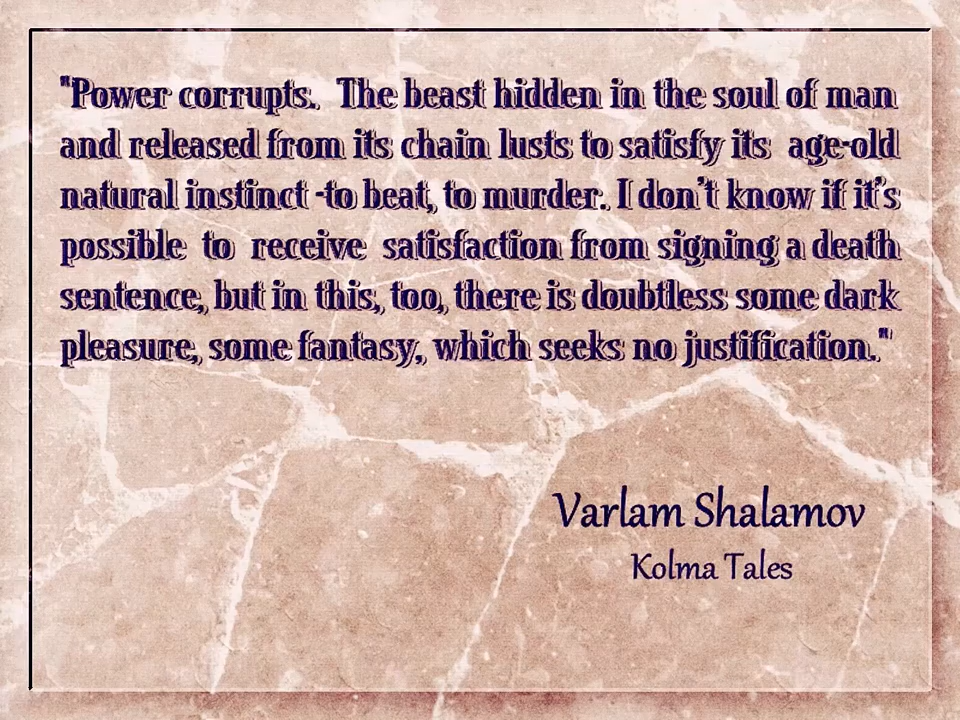 "Power corrupts. The beast hidden in the soul of man
and released from its chain lusts to satisfy its age-old
natural instinct -to beat, to murder. I don't know if it's
possible to receive satisfaction from signing a death
sentence, but in this, too, there is doubtless some dark
pleasure, some fantasy, which seeks no justification."
Varlam Shalamov
Kolma Tales